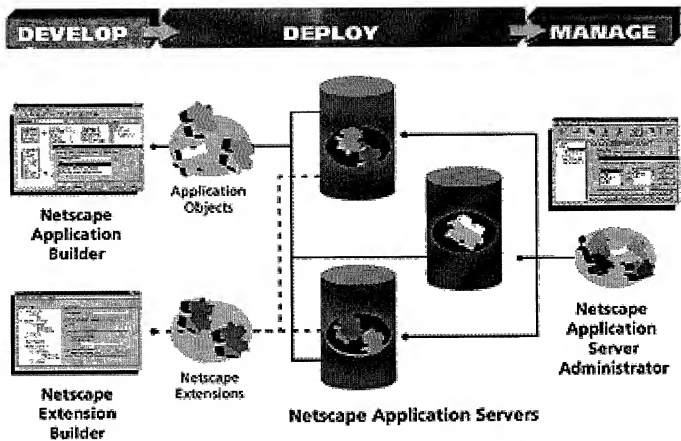 DEVELOP
DEPLOY
MANAGE
Netscape
Application
Builder
Application
Objects
Netscape
Extension
Builder
Netscape
Extensions
Netscape Application Servers
Netscape
Application
Server
Administrator